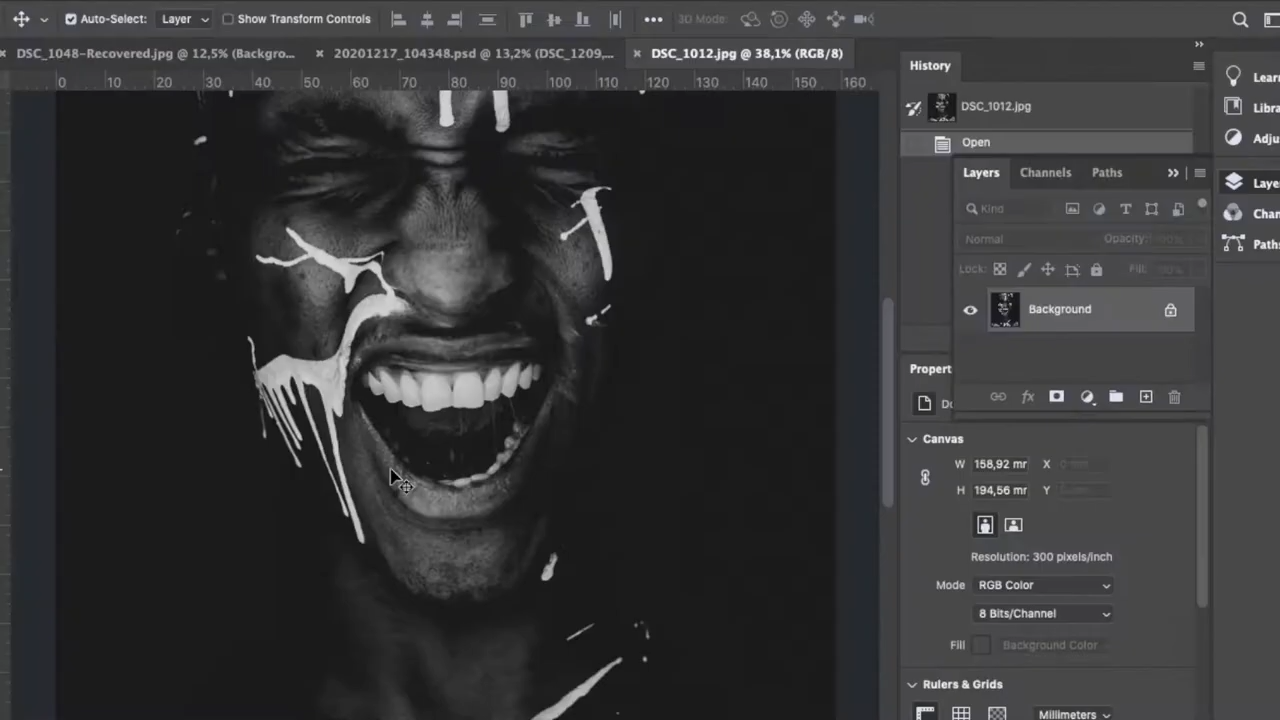 Auto-Select: Layer Show Transform Controls ••• 3D Mode:
× DSC_1048-Recovered.jpg @ 12,5% (Backgro... × 20201217_104348.psd @ 13,2% (DSC_1209,... × DSC_1012.jpg @ 38,1% (RGB/8)
0 10 20 30 40 50 60 70 80 90 100 110 120 130 140 150 160
History
DSC_1012.jpg
Open
Layers Channels Paths
Kind
Normal Opacity:
Lock: Fill:
Background
fx
Propert
Do
Canvas
W 158,92 mr X
H 194,56 mr Y
Resolution: 300 pixels/inch
Mode RGB Color
8 Bits/Channel
Fill Background Color
Rulers & Grids
Millimeters
Learn
Libra
Adju
Laye
Chan
Paths